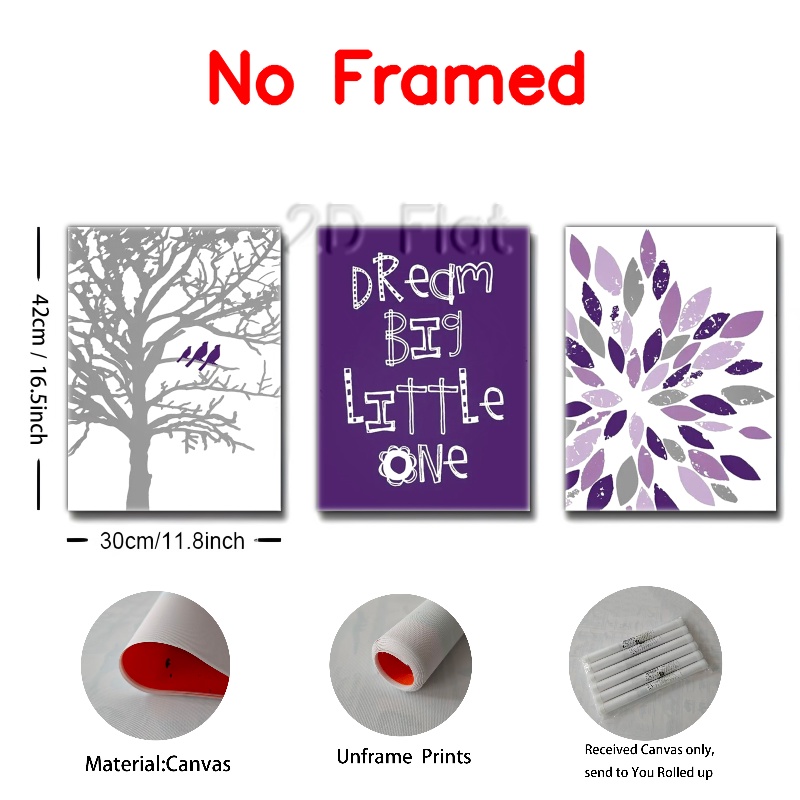 No Framed
2D Flat
DReam
BIG
LITTLe
ONe
42cm / 16.5inch
30cm/11.8inch
Material:Canvas
Unframe Prints
Received Canvas only,
send to You Rolled up